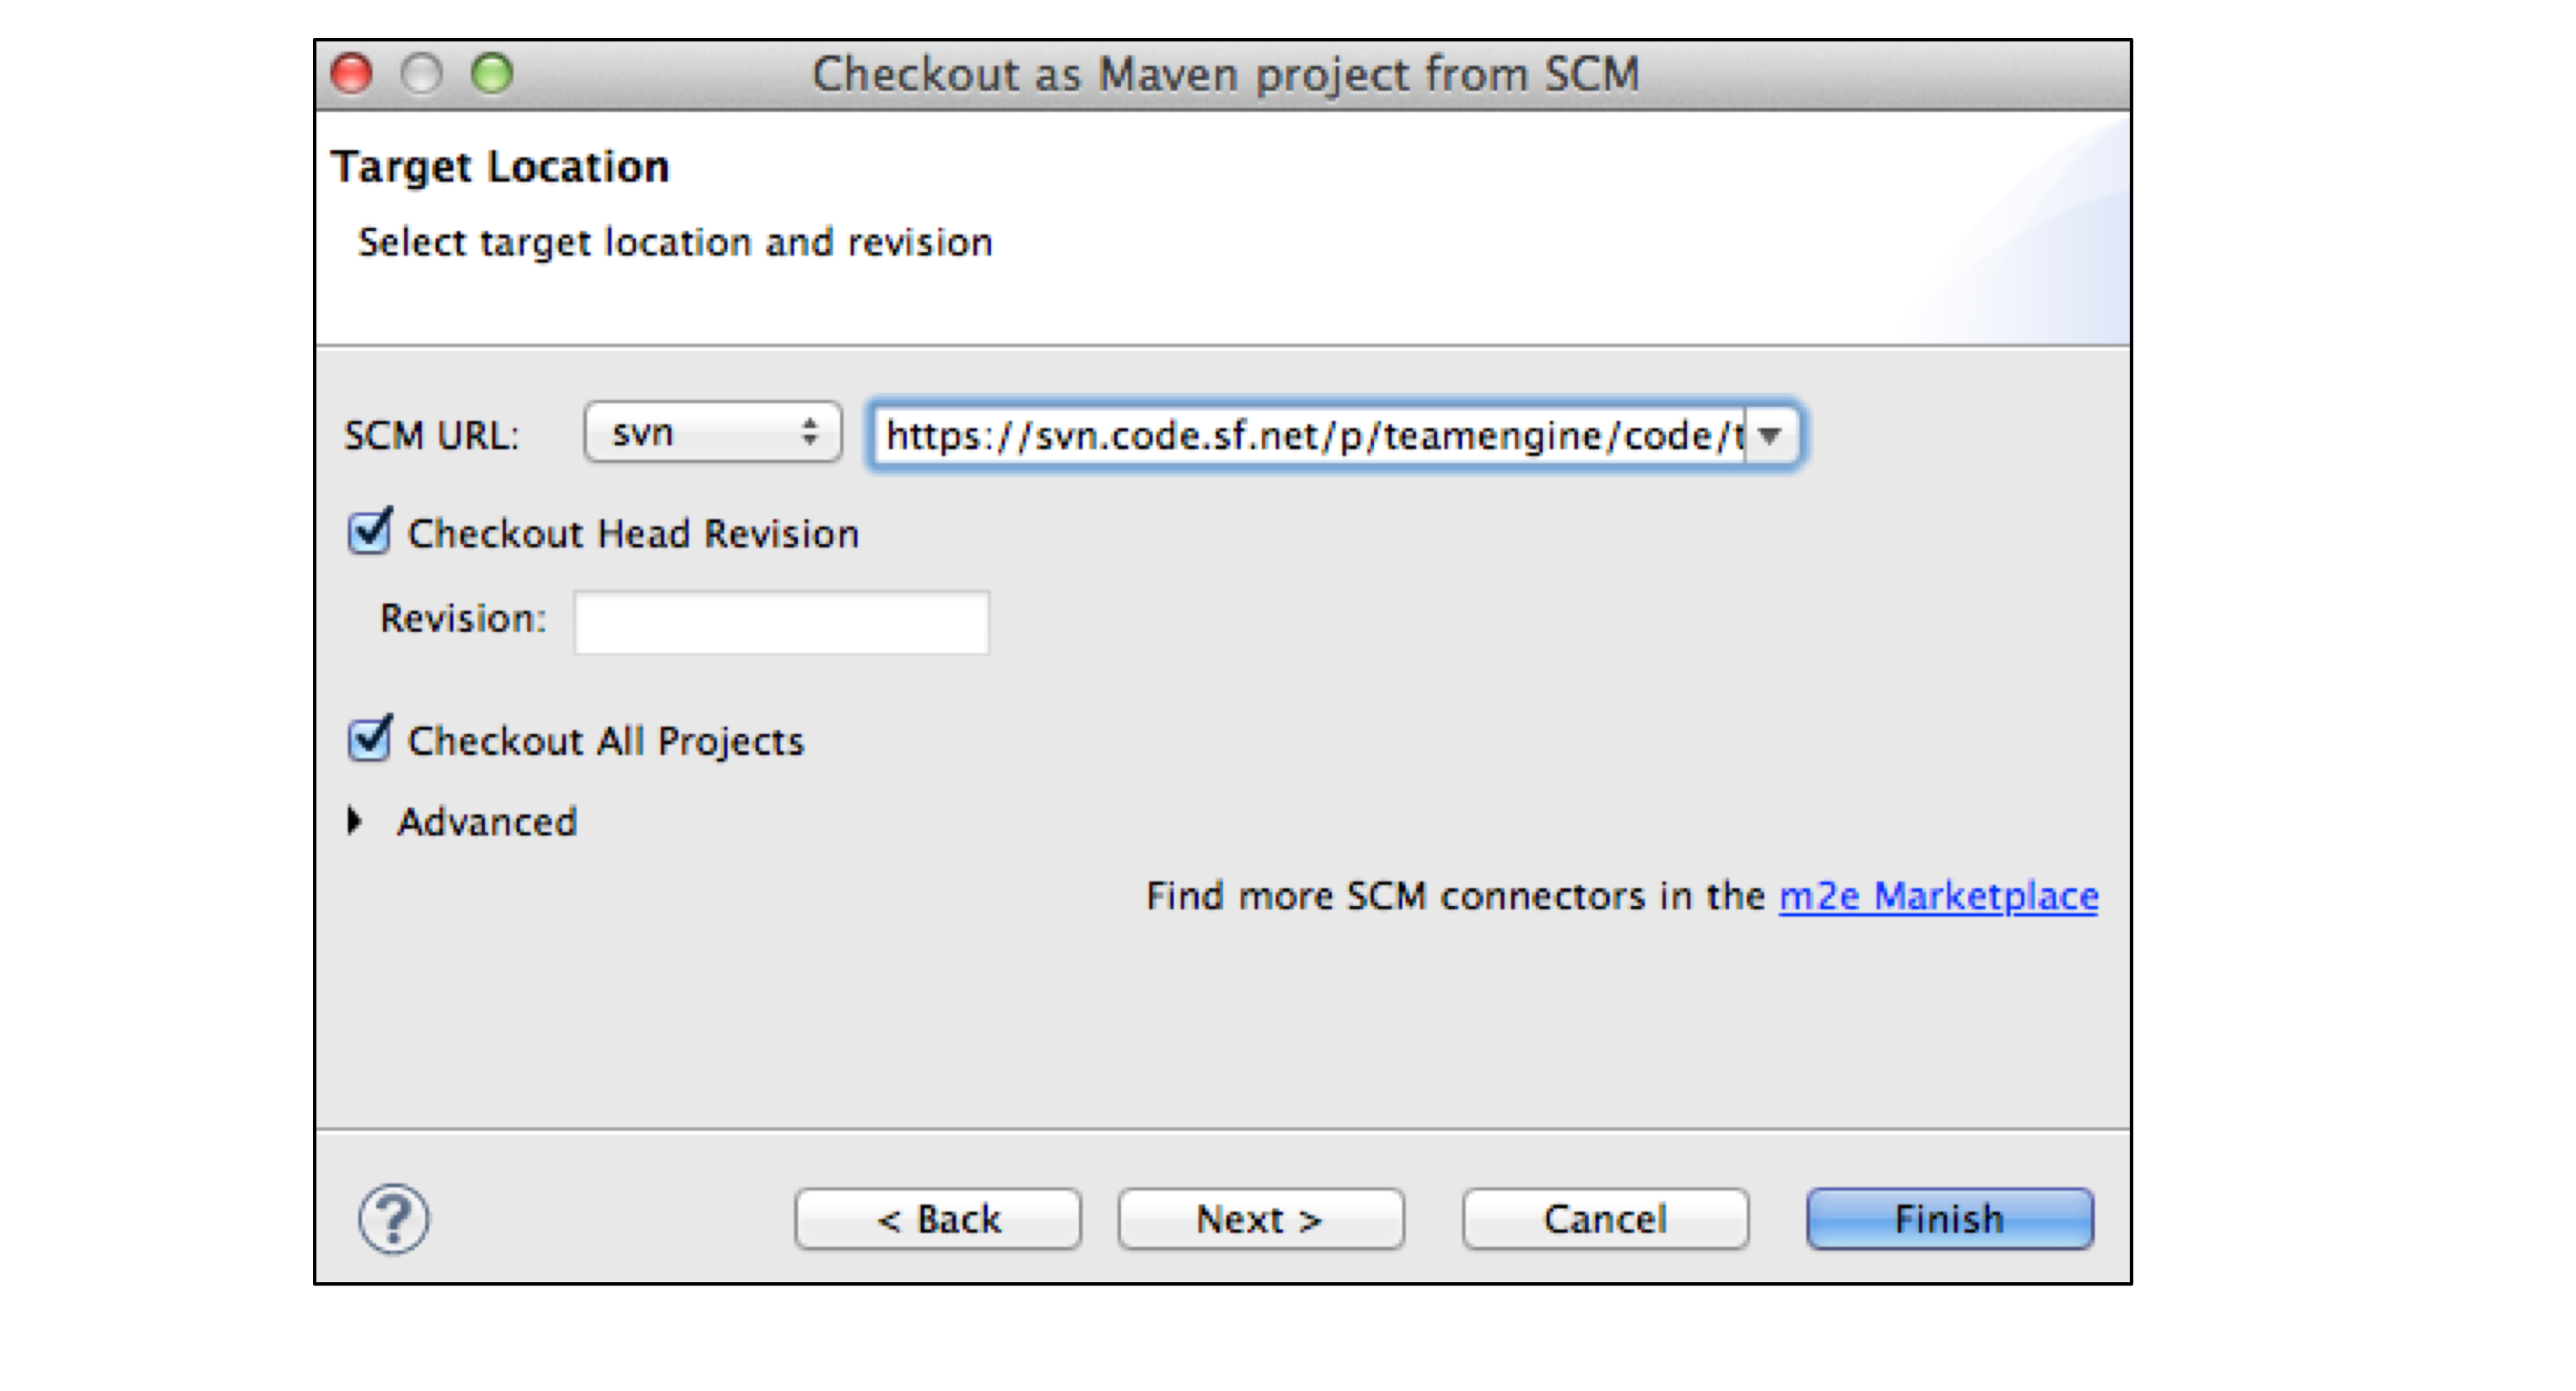 Checkout as Maven project from SCM
Target Location
Select target location and revision
SCM URL: svn https://svn.code.sf.net/p/teamengine/code/t
Checkout Head Revision
Revision:
Checkout All Projects
Advanced
Find more SCM connectors in the m2e Marketplace
? < Back Next > Cancel Finish